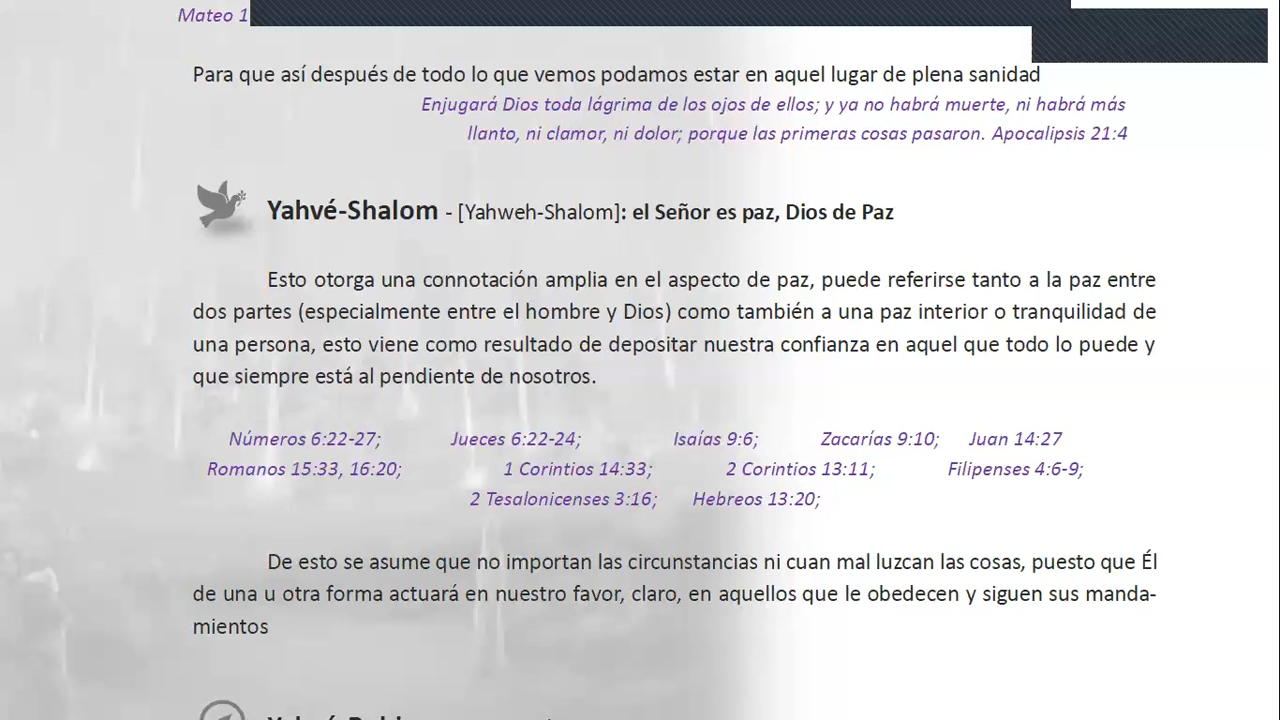 Mateo 1
Para que así después de todo lo que vemos podamos estar en aquel lugar de plena sanidad
Enjugará Dios toda lágrima de los ojos de ellos; y ya no habrá muerte, ni habrá más
llanto, ni clamor, ni dolor; porque las primeras cosas pasaron. Apocalipsis 21:4
Yahvé-Shalom - [Yahweh-Shalom]: el Señor es paz, Dios de Paz
Esto otorga una connotación amplia en el aspecto de paz, puede referirse tanto a la paz entre
dos partes (especialmente entre el hombre y Dios) como también a una paz interior o tranquilidad de
una persona, esto viene como resultado de depositar nuestra confianza en aquel que todo lo puede y
que siempre está al pendiente de nosotros.
Números 6:22-27; Jueces 6:22-24; Isaías 9:6; Zacarías 9:10; Juan 14:27
Romanos 15:33, 16:20; 1 Corintios 14:33; 2 Corintios 13:11; Filipenses 4:6-9;
2 Tesalonicenses 3:16; Hebreos 13:20;
De esto se asume que no importan las circunstancias ni cuan mal luzcan las cosas, puesto que Él
de una u otra forma actuará en nuestro favor, claro, en aquellos que le obedecen y siguen sus manda-
mientos